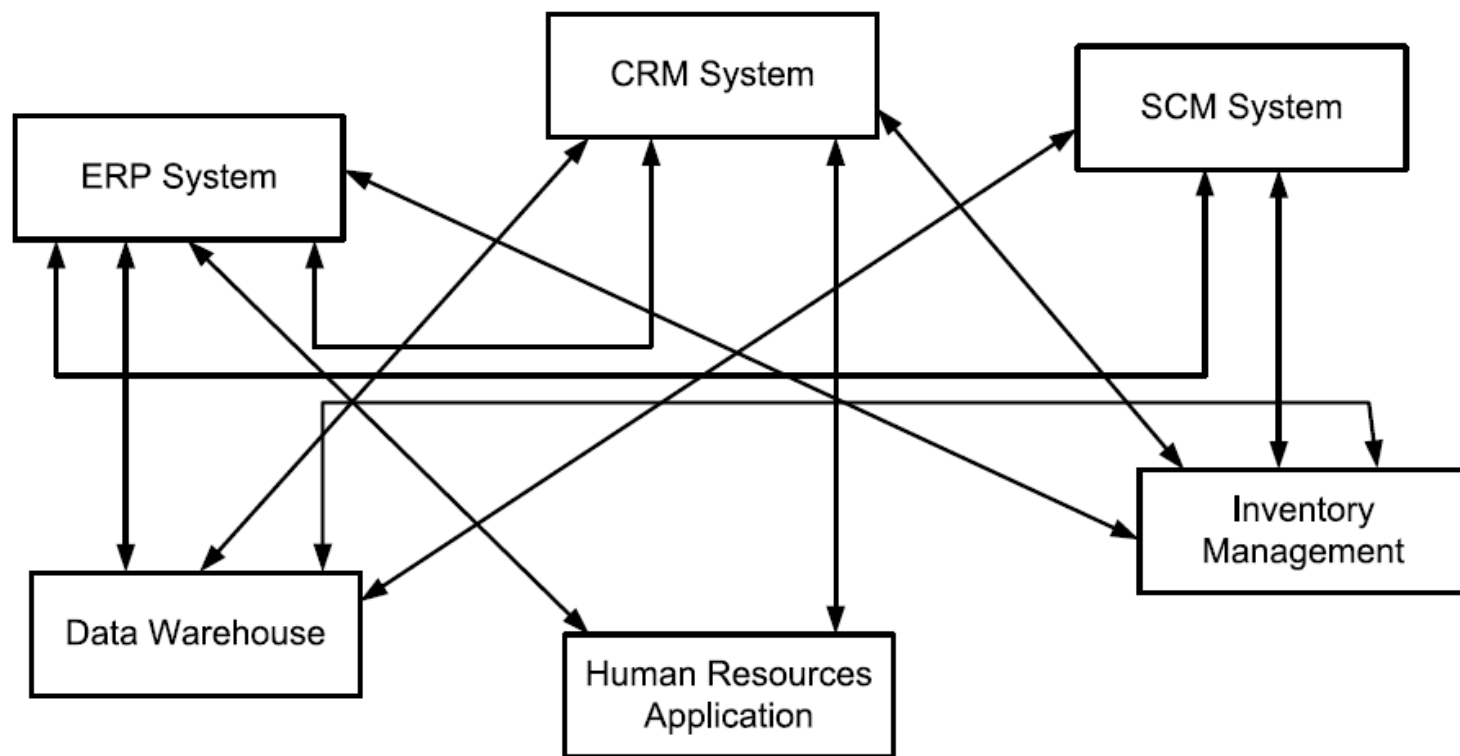 CRM System
SCM System
ERP System
Inventory
Management
Data Warehouse
Human Resources
Application